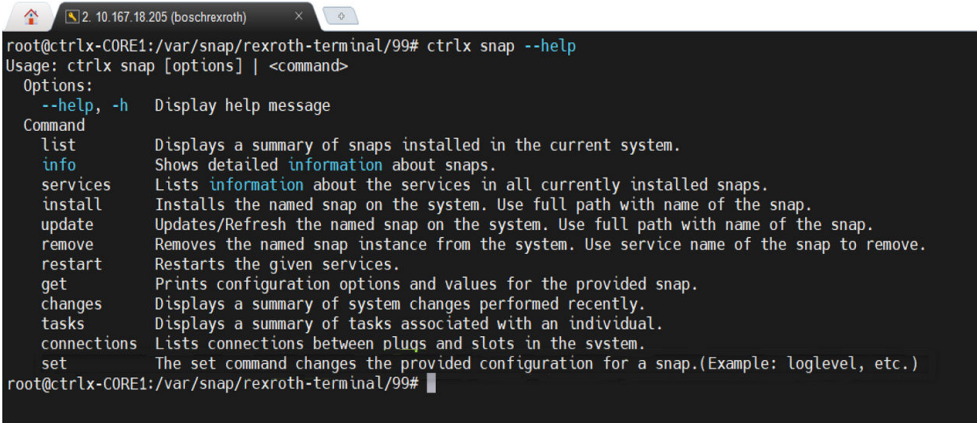 2. 10.167.18.205 (boschrexroth)
root@ctrlx-CORE1:/var/snap/rexroth-terminal/99# ctrlx snap --help
Usage: ctrlx snap [options] | <command>
Options:
--help, -h Display help message
Command
list Displays a summary of snaps installed in the current system.
info Shows detailed information about snaps.
services Lists information about the services in all currently installed snaps.
install Installs the named snap on the system. Use full path with name of the snap.
update Updates/Refresh the named snap on the system. Use full path with name of the snap.
remove Removes the named snap instance from the system. Use service name of the snap to remove.
restart Restarts the given services.
get Prints configuration options and values for the provided snap.
changes Displays a summary of system changes performed recently.
tasks Displays a summary of tasks associated with an individual.
connections Lists connections between plugs and slots in the system.
set The set command changes the provided configuration for a snap.(Example: loglevel, etc.)
root@ctrlx-CORE1:/var/snap/rexroth-terminal/99#